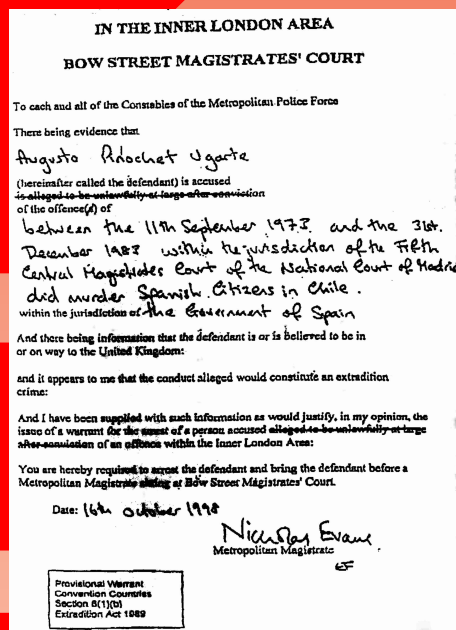 IN THE INNER LONDON AREA
BOW STREET MAGISTRATES' COURT
To each and all of the Constables of the Metropolitan Police Force
There being evidence that
Augusto Pinochet Ugarte
(hereinafter called the defendant) is accused
is alleged to be unlawfully at large after conviction
of the offence(s) of
between the 11th September 1973 and the 31st.
December 1983 within the jurisdiction of the Fifth
Central Magistrates Court of the National Court of Madrid
did murder Spanish Citizens in Chile.
within the jurisdiction of the Government of Spain
And there being information that the defendant is or is believed to be in
or on way to the United Kingdom:
and it appears to me that the conduct alleged would constitute an extradition
crime:
And I have been supplied with such information as would justify, in my opinion, the
issue of a warrant for the arrest of a person accused alleged to be unlawfully at large
after conviction of an offence within the Inner London Area:
You are hereby required to arrest the defendant and bring the defendant before a
Metropolitan Magistrate sitting at Bow Street Magistrates' Court.
Date: 16th October 1998
Nicholas Evans
Metropolitan Magistrate
Provisional Warrant
Convention Countries
Section 8(1)(b)
Extradition Act 1989